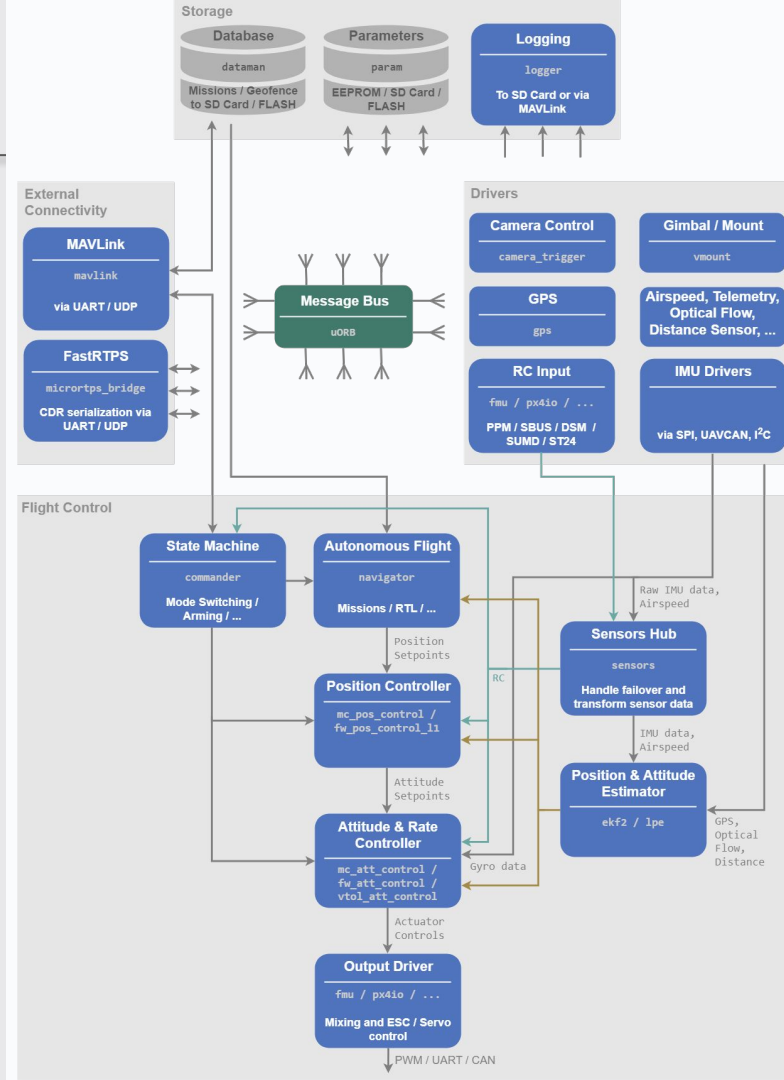 Storage
Database
dataman
Missions / Geofence
to SD Card / FLASH
Parameters
param
EEPROM / SD Card /
FLASH
Logging
logger
To SD Card or via
MAVLink
External
Connectivity
MAVLink
mavlink
via UART / UDP
FastRTPS
micrortps_bridge
CDR serialization via
UART / UDP
Message Bus
uORB
Drivers
Camera Control
camera_trigger
Gimbal / Mount
vmount
GPS
gps
Airspeed, Telemetry,
Optical Flow,
Distance Sensor, ...
RC Input
fmu / px4io / ...
PPM / SBUS / DSM /
SUMD / ST24
IMU Drivers
via SPI, UAVCAN, I²C
Flight Control
State Machine
commander
Mode Switching /
Arming / ...
Autonomous Flight
navigator
Missions / RTL / ...
Raw IMU data,
Airspeed
Sensors Hub
sensors
Handle failover and
transform sensor data
Position
Setpoints
RC
Position Controller
mc_pos_control /
fw_pos_control_l1
IMU data,
Airspeed
Position & Attitude
Estimator
ekf2 / lpe
Attitude
Setpoints
GPS,
Optical
Flow,
Distance
Attitude & Rate
Controller
mc_att_control /
fw_att_control /
vtol_att_control
Gyro data
Actuator
Controls
Output Driver
fmu / px4io / ...
Mixing and ESC / Servo
control
PWM / UART / CAN